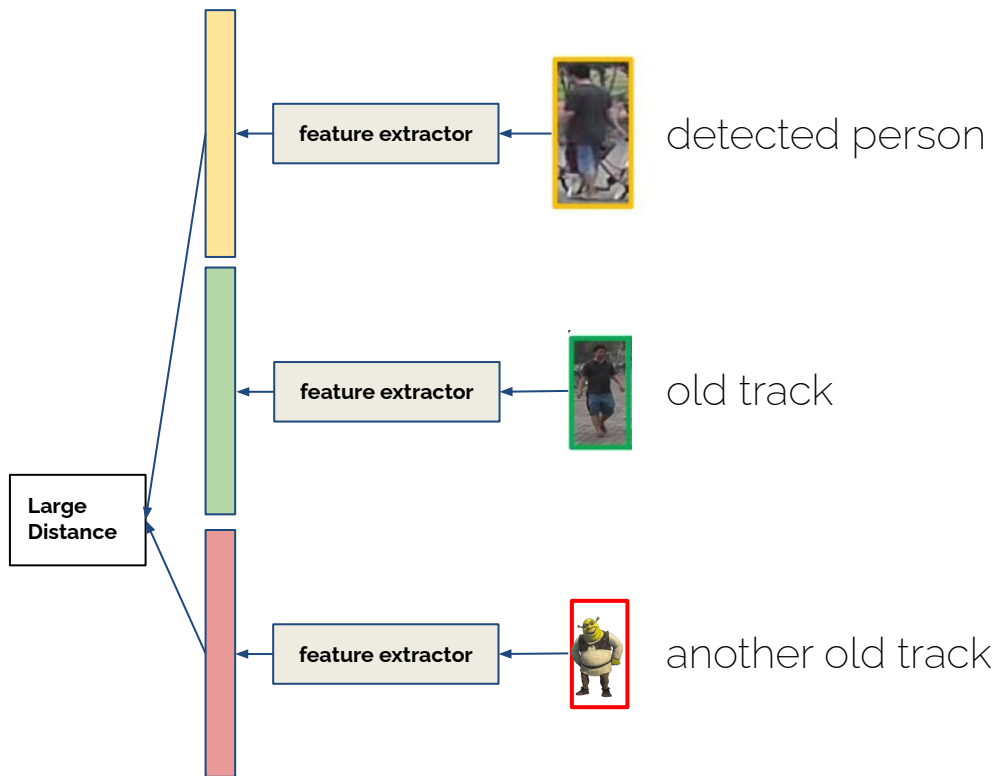 feature extractor
detected person
feature extractor
old track
Large
Distance
feature extractor
another old track